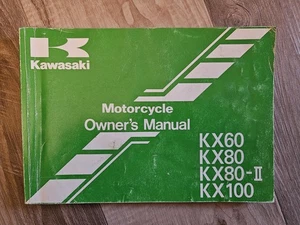 Kawasaki
Motorcycle
Owner's Manual
KX60
KX80
KX80-II
KX100